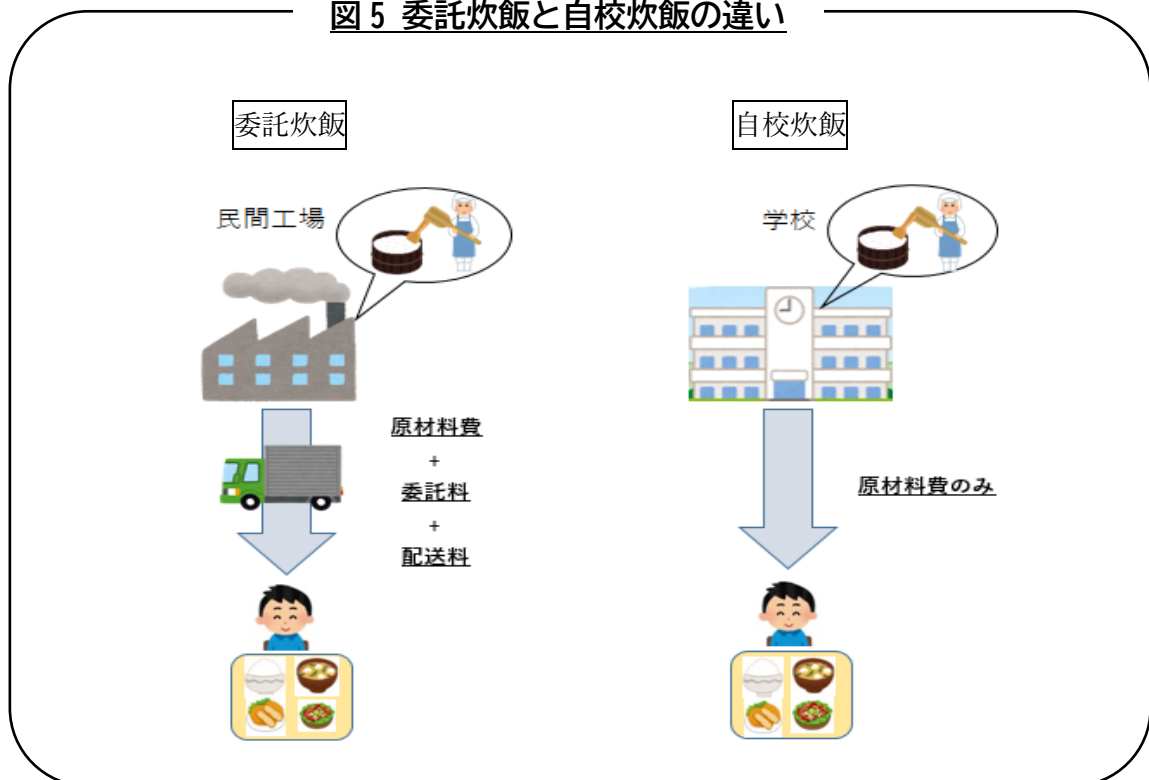 図5 委託炊飯と自校炊飯の違い
委託炊飯
民間工場
原材料費
+
委託料
+
配送料
自校炊飯
学校
原材料費のみ